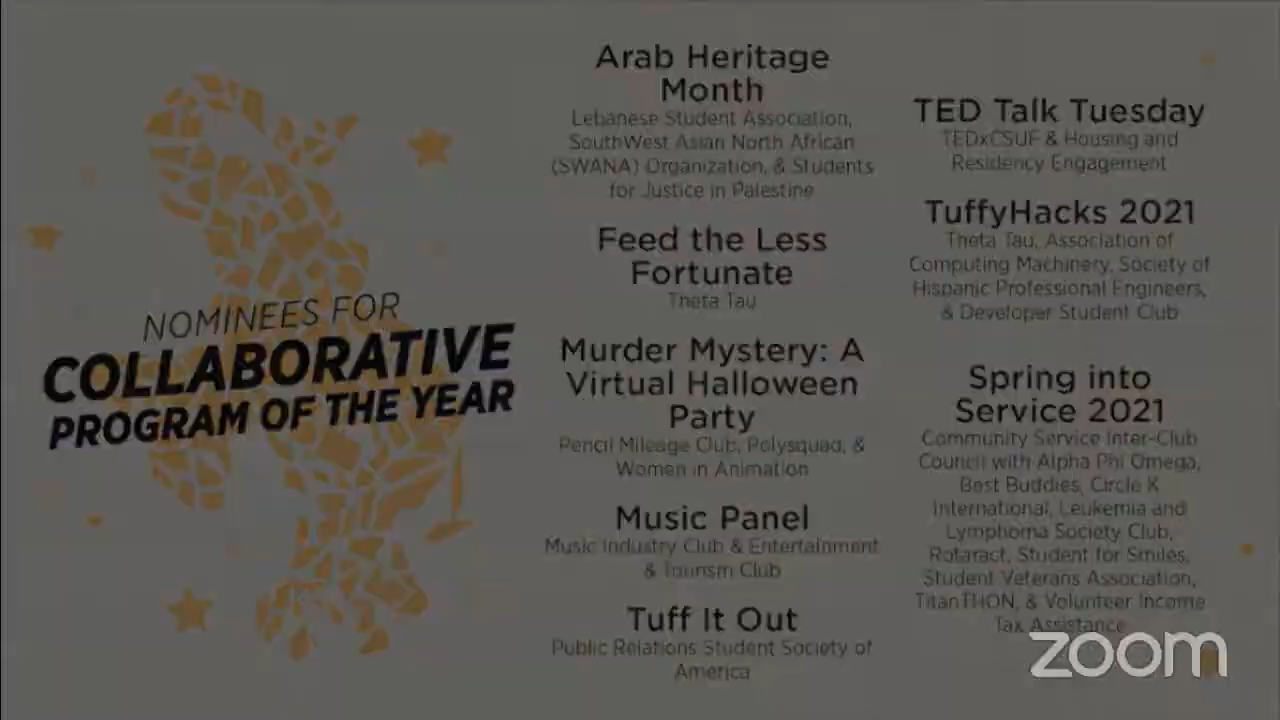 NOMINEES FOR
COLLABORATIVE
PROGRAM OF THE YEAR
Arab Heritage
Month
Lebanese Student Association,
SouthWest Asian North African
(SWANA) Organization, & Students
for Justice in Palestine
Feed the Less
Fortunate
Theta Tau
Murder Mystery: A
Virtual Halloween
Party
Pencil Mileage Club, Polysquad, &
Women in Animation
Music Panel
Music Industry Club & Entertainment
& Tourism Club
Tuff It Out
Public Relations Student Society of
America
TED Talk Tuesday
TEDxCSUF & Housing and
Residency Engagement
TuffyHacks 2021
Theta Tau, Association of
Computing Machinery, Society of
Hispanic Professional Engineers,
& Developer Student Club
Spring into
Service 2021
Community Service Inter-Club
Council with Alpha Phi Omega,
Best Buddies, Circle K
International, Leukemia and
Lymphoma Society Club,
Rotaract, Student for Smiles,
Student Veterans Association,
TitanTHON, & Volunteer Income
Tax Assistance
zoom